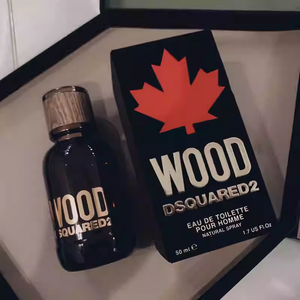 WOOD
DSQUARED2
WOOD
DSQUARED2
EAU DE TOILETTE
POUR HOMME
NATURAL SPRAY
50 ml e 1.7 US Fl Oz